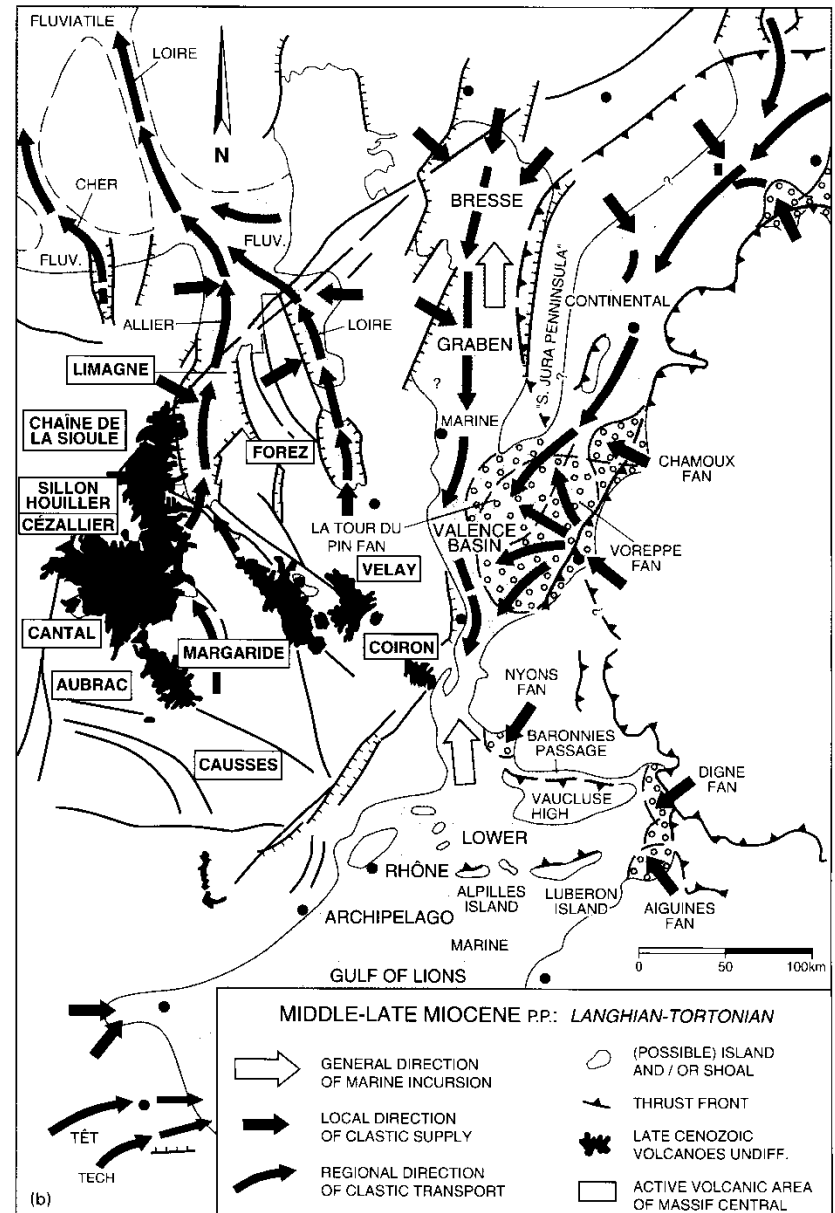 FLUVIATILE
LOIRE
N
CHER
FLUV.
FLUV.
ALLIER
LOIRE
BRESSE
GRABEN
"S. JURA PENNINSULA"
?
?
?
CONTINENTAL
MARINE
LIMAGNE
CHAÎNE DE
LA SIOULE
SILLON
HOUILLER
CÉZALLIER
FOREZ
LA TOUR DU
PIN FAN
VALENCE
BASIN
CHAMOUX
FAN
VOREPPE
FAN
?
VELAY
CANTAL
MARGARIDE
COIRON
AUBRAC
CAUSSES
NYONS
FAN
BARONNIES
PASSAGE
VAUCLUSE
HIGH
DIGNE
FAN
LOWER
RHÔNE
ARCHIPELAGO
ALPILLES
ISLAND
LUBERON
ISLAND
AIGUINES
FAN
MARINE
GULF OF LIONS
0 50 100km
TÊT
TECH
(b)
MIDDLE-LATE MIOCENE P.P.: LANGHIAN-TORTONIAN
GENERAL DIRECTION
OF MARINE INCURSION
LOCAL DIRECTION
OF CLASTIC SUPPLY
REGIONAL DIRECTION
OF CLASTIC TRANSPORT
(POSSIBLE) ISLAND
AND / OR SHOAL
THRUST FRONT
LATE CENOZOIC
VOLCANOES UNDIFF.
ACTIVE VOLCANIC AREA
OF MASSIF CENTRAL